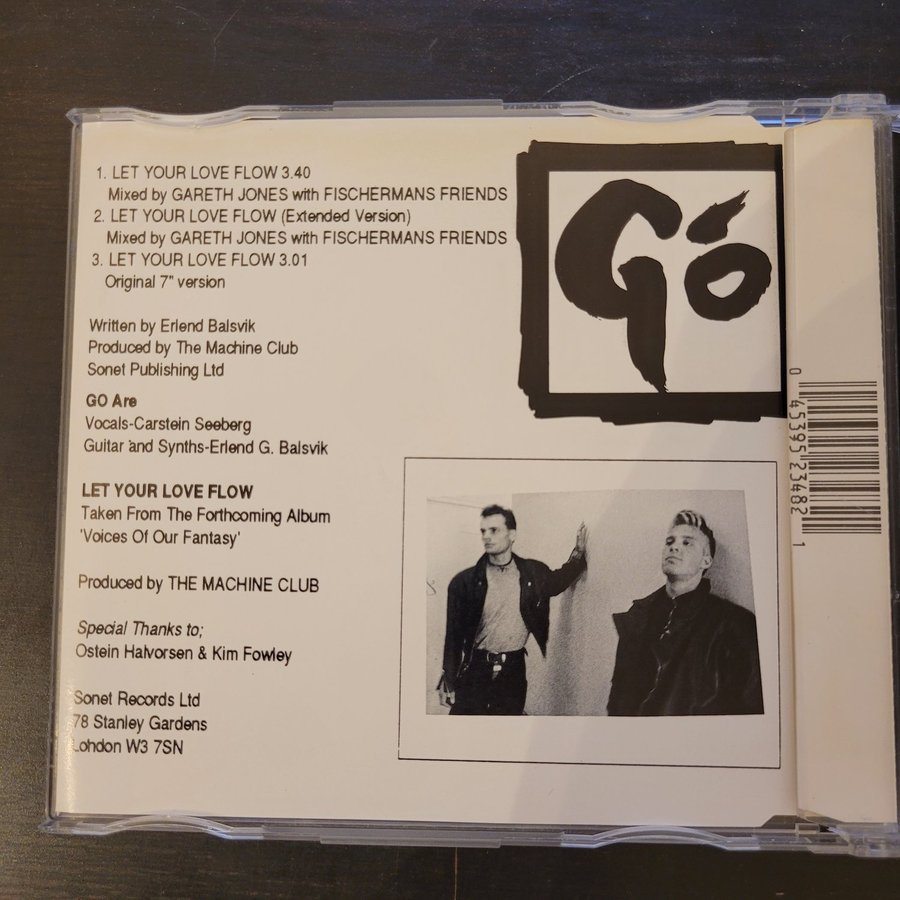 1. LET YOUR LOVE FLOW 3.40
Mixed by GARETH JONES with FISCHERMANS FRIENDS
2. LET YOUR LOVE FLOW (Extended Version)
Mixed by GARETH JONES with FISCHERMANS FRIENDS
3. LET YOUR LOVE FLOW 3.01
Original 7" version
Written by Erlend Balsvik
Produced by The Machine Club
Sonet Publishing Ltd
GO Are
Vocals-Carstein Seeberg
Guitar and Synths-Erlend G. Balsvik
LET YOUR LOVE FLOW
Taken From The Forthcoming Album
'Voices Of Our Fantasy'
Produced by THE MACHINE CLUB
Special Thanks to;
Ostein Halvorsen & Kim Fowley
Sonet Records Ltd
78 Stanley Gardens
London W3 7SN
Gó
0 45395 23482 1